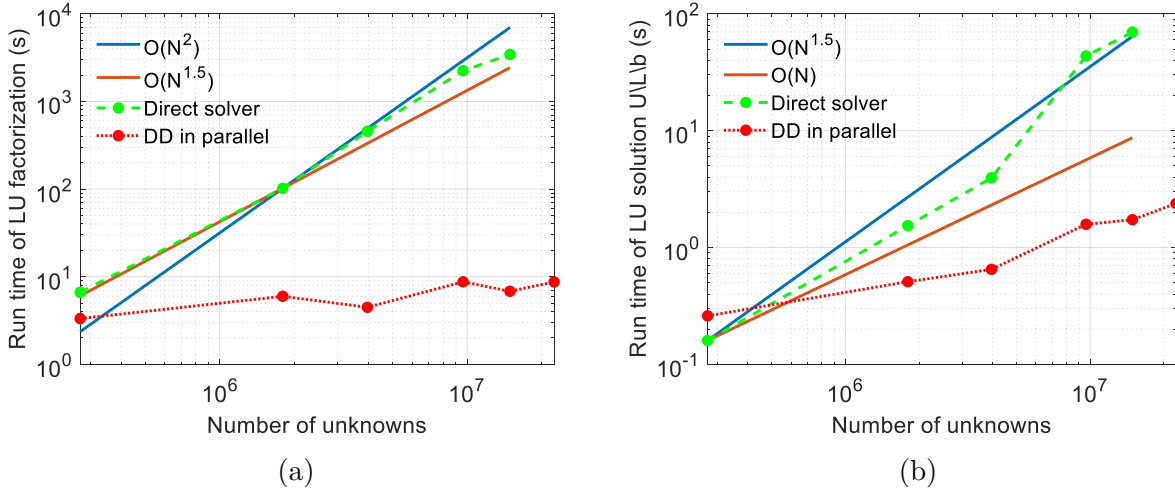 Run time of LU factorization (s)
10^4
10^3
10^2
10^1
10^0
O(N^2)
O(N^1.5)
Direct solver
DD in parallel
10^6
10^7
Number of unknowns
(a)
Run time of LU solution U\L\b (s)
10^2
10^1
10^0
10^-1
O(N^1.5)
O(N)
Direct solver
DD in parallel
10^6
10^7
Number of unknowns
(b)